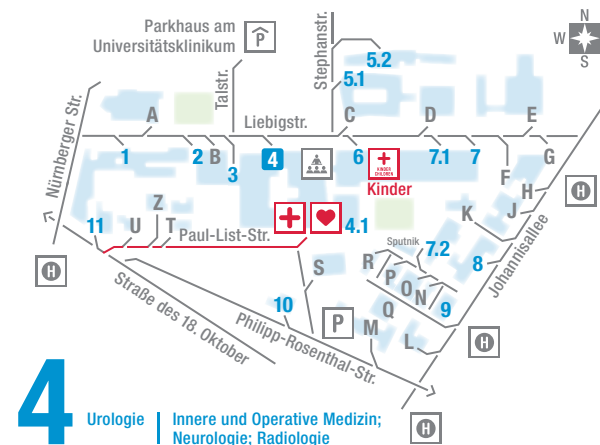 Parkhaus am
Universitätsklinikum
P
Talstr.
Stephanstr.
5.2
5.1
N
W
S
Nürnberger Str.
A
Liebigstr.
C
D
E
1
2
B
3
4
6
KINDER
CHILDREN
Kinder
7.1
7
F
G
H
H
J
K
Johannisallee
11
U
Z
T
Paul-List-Str.
4.1
Sputnik
7.2
8
H
S
R
P
O
N
9
Q
Straße des 18. Oktober
10
Philipp-Rosenthal-Str.
P
M
L
H
H
4
Urologie
Innere und Operative Medizin;
Neurologie; Radiologie